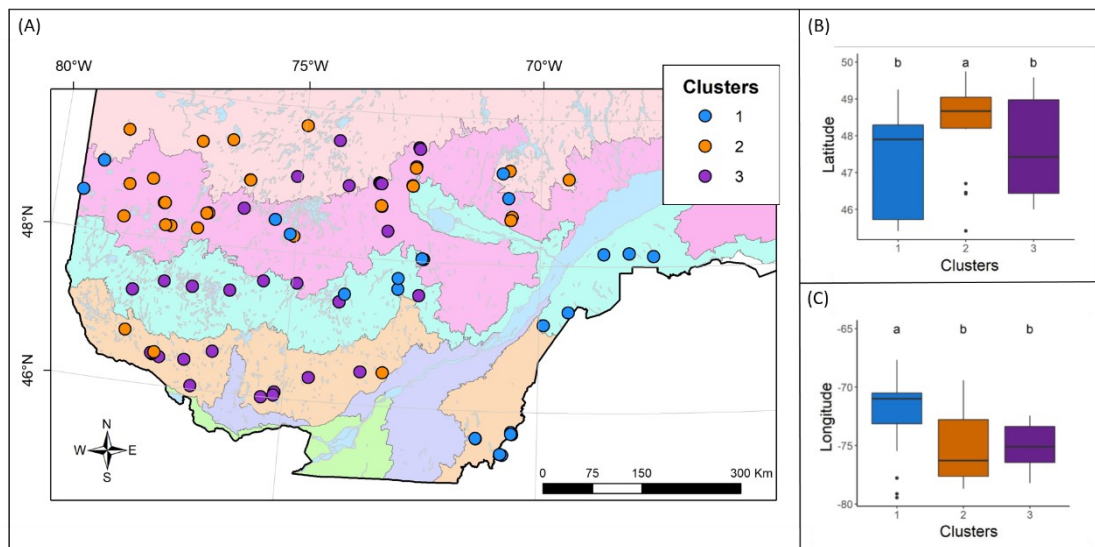 (A)
80°W
75°W
70°W
48°N
46°N
Clusters
1
2
3
N
W E
S
0 75 150 300 Km
(B)
50
49
48
47
46
Latitude
b a b
1 2 3
Clusters
(C)
-65
-70
-75
-80
Longitude
a b b
1 2 3
Clusters